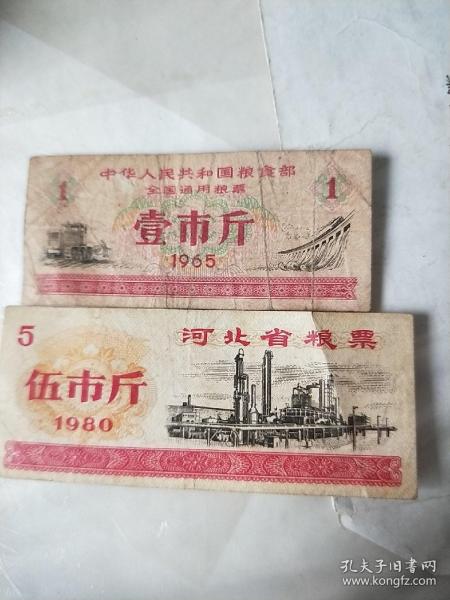 中华人民共和国粮食部
全国通用粮票
1
1
壹市斤
1965
5
河北省粮票
伍市斤
1980
孔夫子旧书网
www.kongfz.com